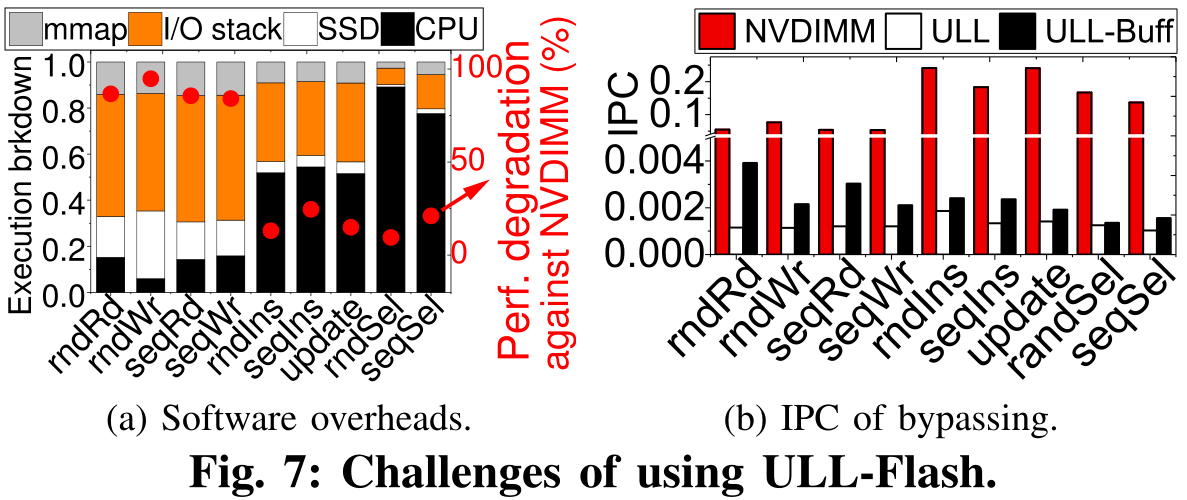 mmap I/O stack SSD CPU
Execution brkdown
1.0
0.8
0.6
0.4
0.2
0.0
100
50
0
Perf. degradation
against NVDIMM (%)
rndRd
rndWr
seqRd
seqWr
rndIns
seqIns
update
rndSel
seqSel
(a) Software overheads.
NVDIMM ULL ULL-Buff
IPC
0.2
0.1
0.004
0.002
0.000
rndRd
rndWr
seqRd
seqWr
rndIns
seqIns
update
randSel
seqSel
(b) IPC of bypassing.
Fig. 7: Challenges of using ULL-Flash.